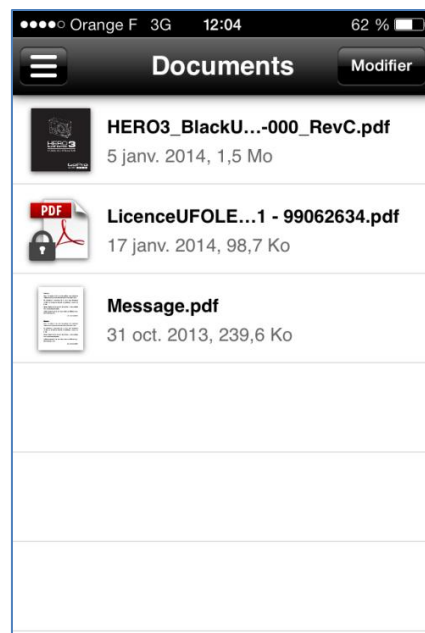 Orange F 3G 12:04 62 %
Documents
Modifier
HERO3_BlackU...-000_RevC.pdf
5 janv. 2014, 1,5 Mo
HERO3
PDF
LicenceUFOLE...1 - 99062634.pdf
17 janv. 2014, 98,7 Ko
Message.pdf
31 oct. 2013, 239,6 Ko